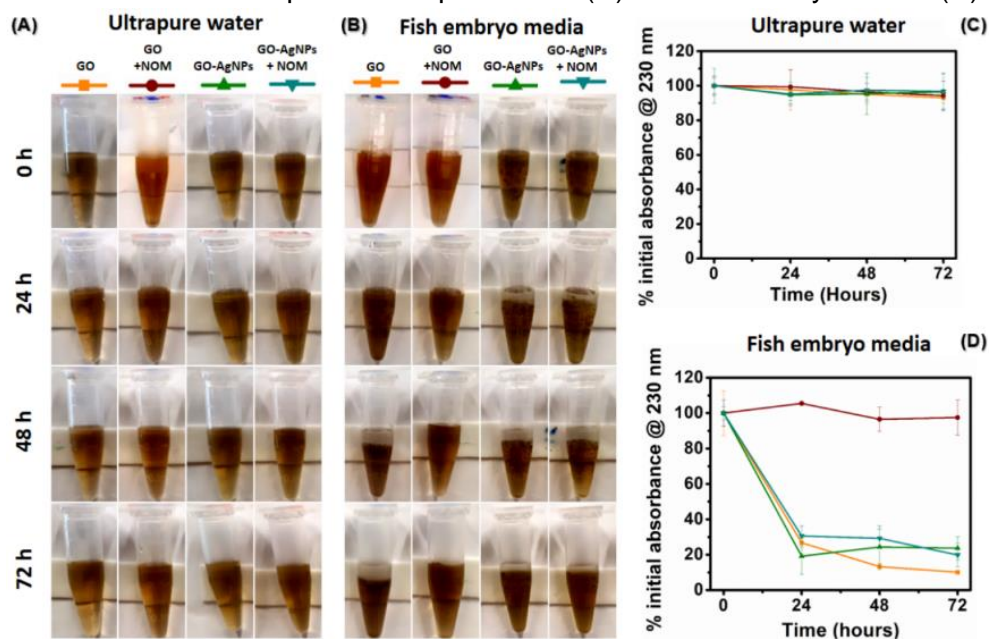 (A)
Ultrapure water
GO
GO
+NOM
GO-AgNPs
GO-AgNPs
+ NOM
0 h
24 h
48 h
72 h
(B)
Fish embryo media
GO
GO
+NOM
GO-AgNPs
GO-AgNPs
+ NOM
Ultrapure water
(C)
% initial absorbance @ 230 nm
120
100
80
60
40
20
0
0 24 48 72
Time (Hours)
Fish embryo media
(D)
% initial absorbance @ 230 nm
120
100
80
60
40
20
0
0 24 48 72
Time (hours)